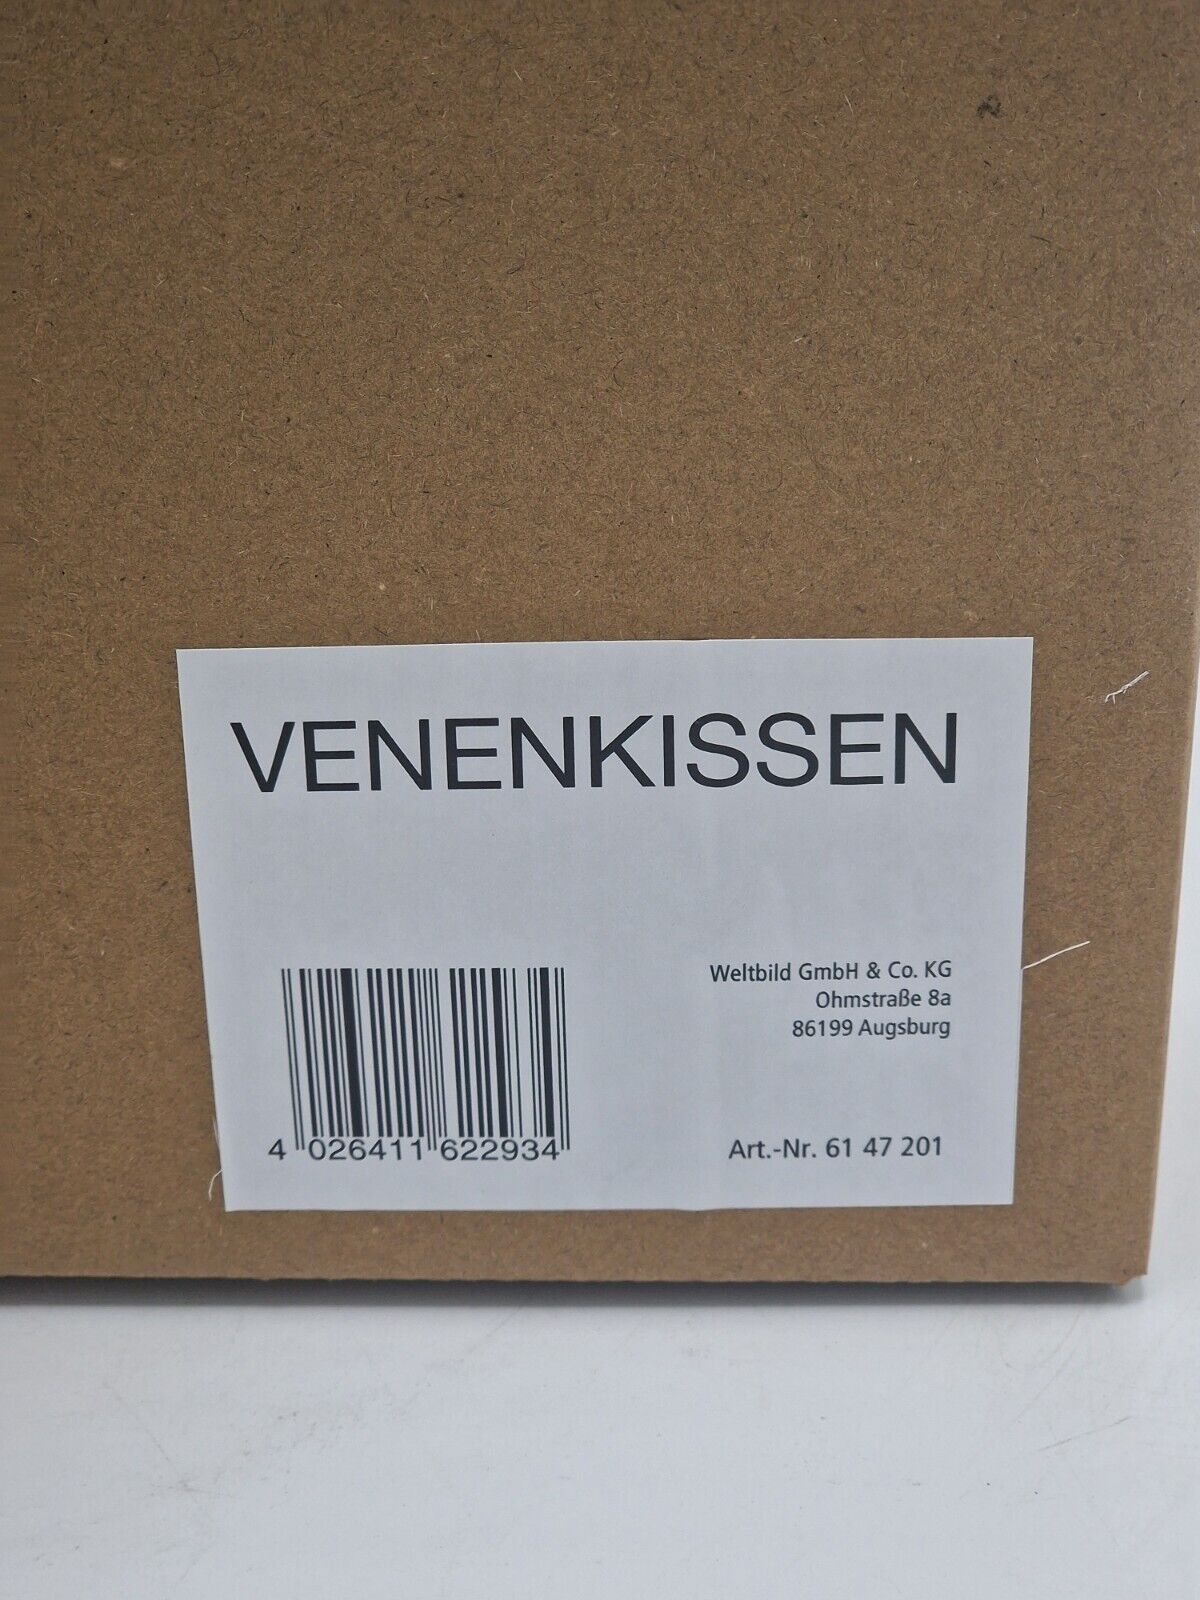 VENENKISSEN
Weltbild GmbH & Co. KG
Ohmstraße 8a
86199 Augsburg
4 026411 622934
Art.-Nr. 61 47 201